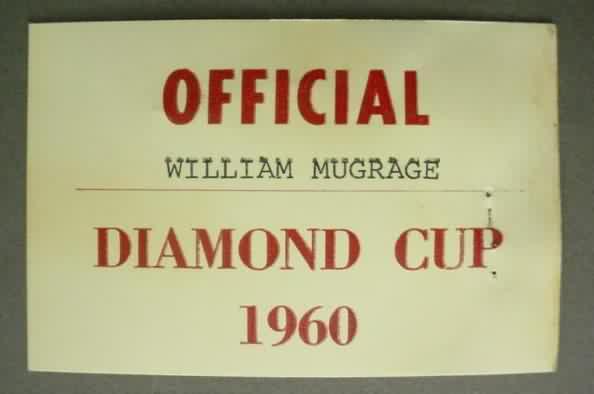 OFFICIAL
WILLIAM MUGRAGE
DIAMOND CUP
1960